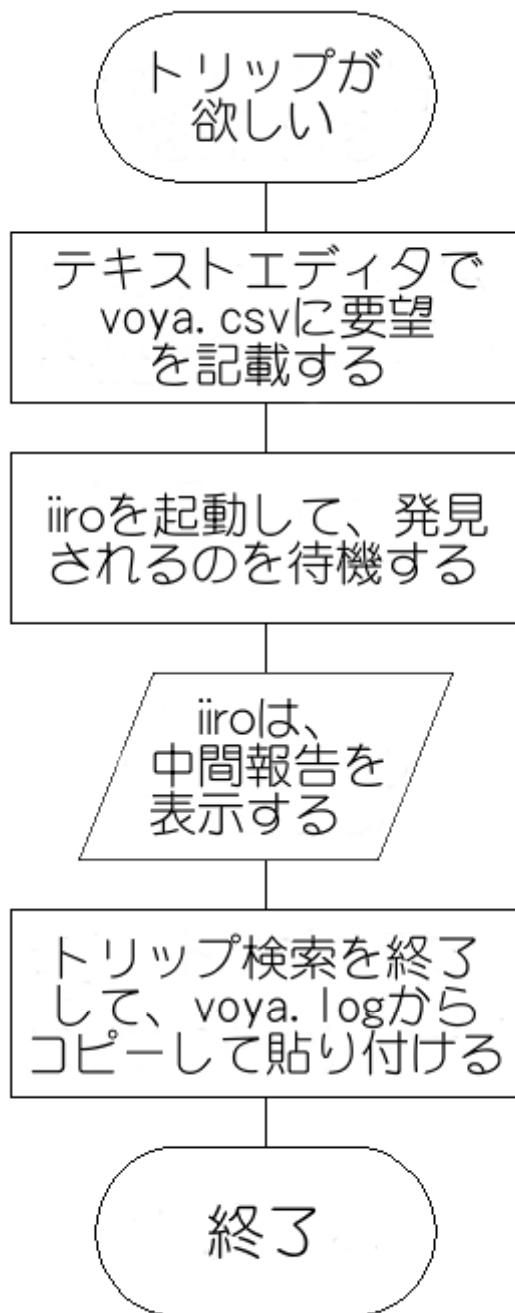 トリップが
欲しい
テキストエディタで
voya.csvに要望
を記載する
iiroを起動して、発見
されるのを待機する
iiroは、
中間報告を
表示する
トリップ検索を終了
して、voya.logから
コピーして貼り付ける
終了